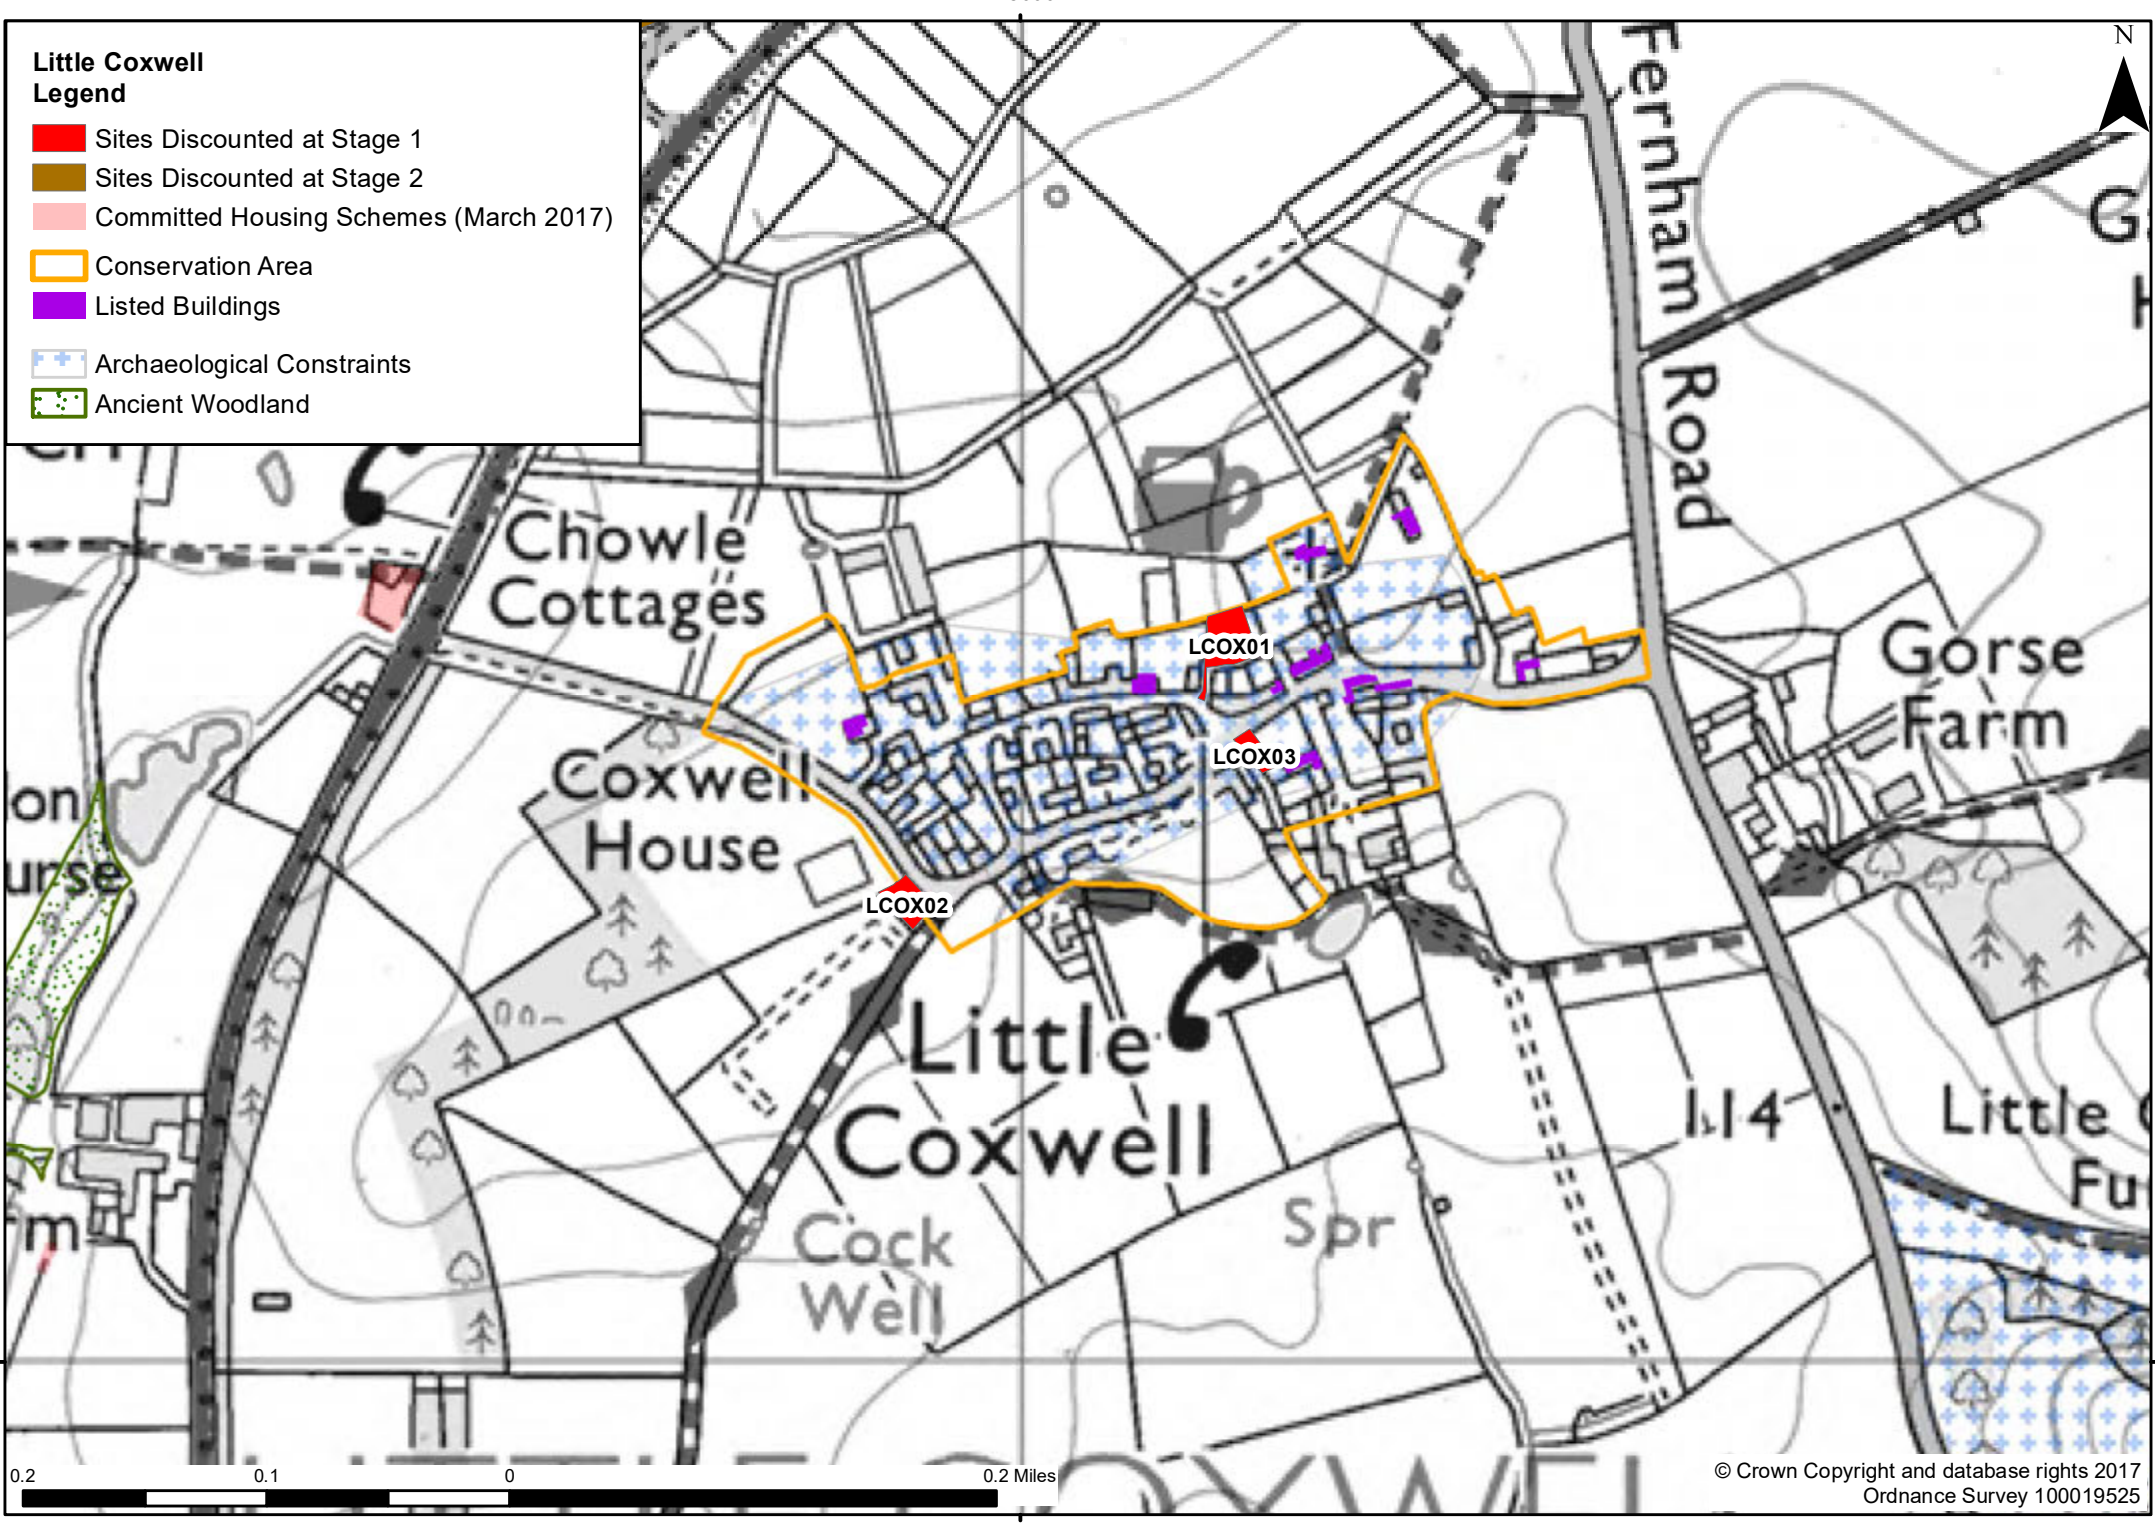 Little Coxwell
Legend
Sites Discounted at Stage 1
Sites Discounted at Stage 2
Committed Housing Schemes (March 2017)
Conservation Area
Listed Buildings
Archaeological Constraints
Ancient Woodland
N
Fernham Road
Chowle
Cottages
LCOX01
Gorse
Farm
LCOX03
Coxwell
House
LCOX02
Little
Coxwell
114
Little
Fu
Cock
Well
Spr
on
urse
m
0.2
0.1
0
0.2 Miles
© Crown Copyright and database rights 2017
Ordnance Survey 100019525